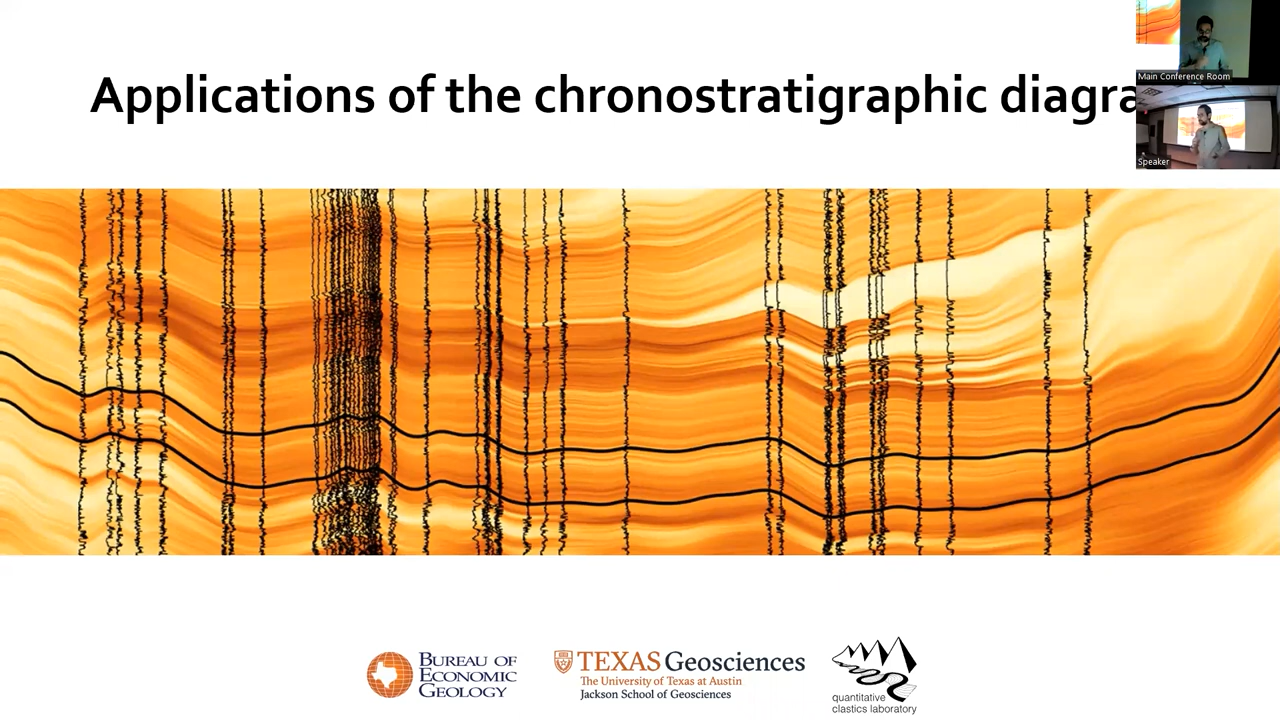 Applications of the chronostratigraphic diagra
Main Conference Room
Speaker
BUREAU OF
ECONOMIC
GEOLOGY
TEXAS Geosciences
The University of Texas at Austin
Jackson School of Geosciences
quantitative
clastics laboratory